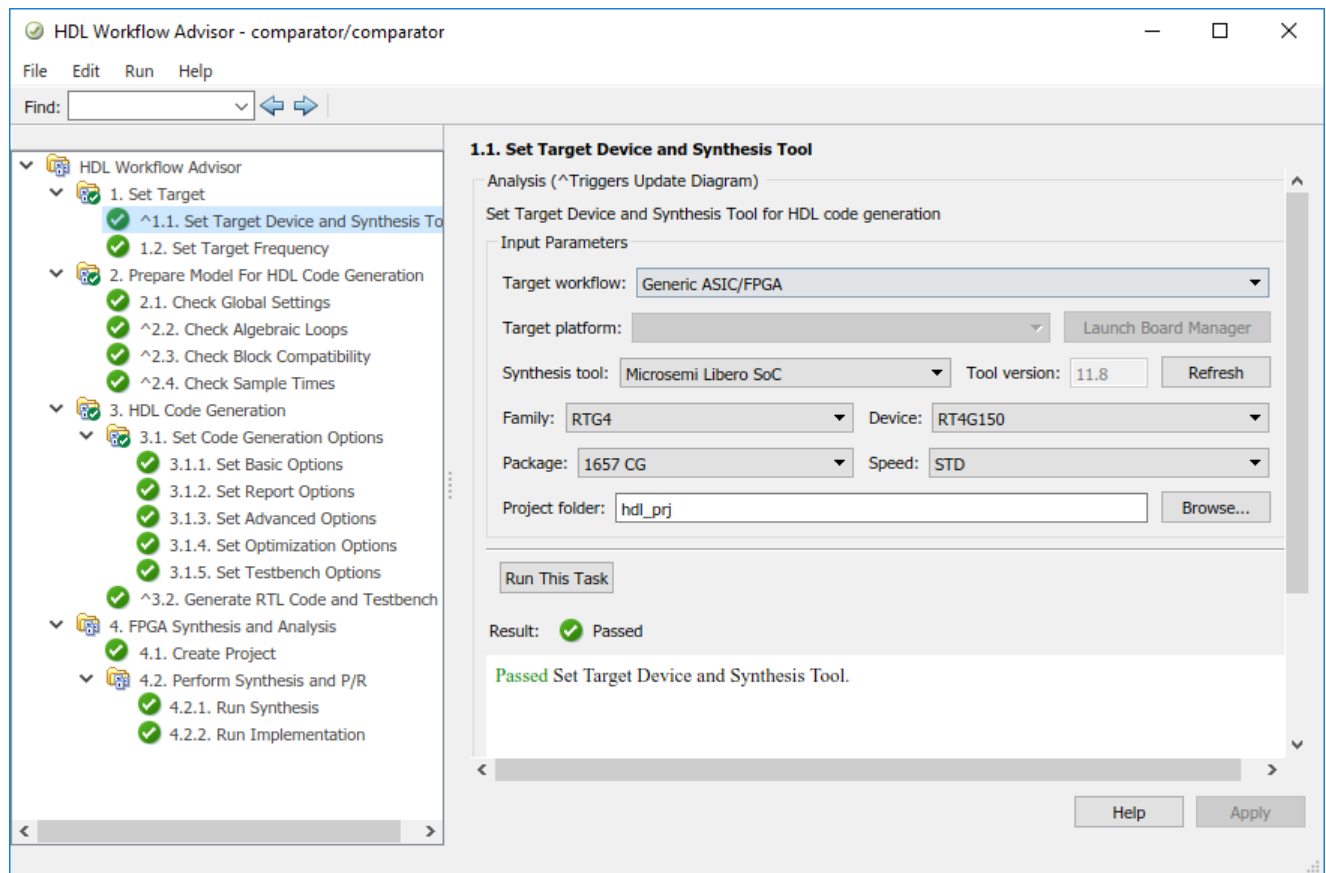 HDL Workflow Advisor - comparator/comparator
File Edit Run Help
Find:
HDL Workflow Advisor
1. Set Target
^1.1. Set Target Device and Synthesis To
1.2. Set Target Frequency
2. Prepare Model For HDL Code Generation
2.1. Check Global Settings
^2.2. Check Algebraic Loops
^2.3. Check Block Compatibility
^2.4. Check Sample Times
3. HDL Code Generation
3.1. Set Code Generation Options
3.1.1. Set Basic Options
3.1.2. Set Report Options
3.1.3. Set Advanced Options
3.1.4. Set Optimization Options
3.1.5. Set Testbench Options
^3.2. Generate RTL Code and Testbench
4. FPGA Synthesis and Analysis
4.1. Create Project
4.2. Perform Synthesis and P/R
4.2.1. Run Synthesis
4.2.2. Run Implementation
1.1. Set Target Device and Synthesis Tool
Analysis (^Triggers Update Diagram)
Set Target Device and Synthesis Tool for HDL code generation
Input Parameters
Target workflow: Generic ASIC/FPGA
Target platform: Launch Board Manager
Synthesis tool: Microsemi Libero SoC Tool version: 11.8 Refresh
Family: RTG4 Device: RT4G150
Package: 1657 CG Speed: STD
Project folder: hdl_prj Browse...
Run This Task
Result: Passed
Passed Set Target Device and Synthesis Tool.
Help Apply